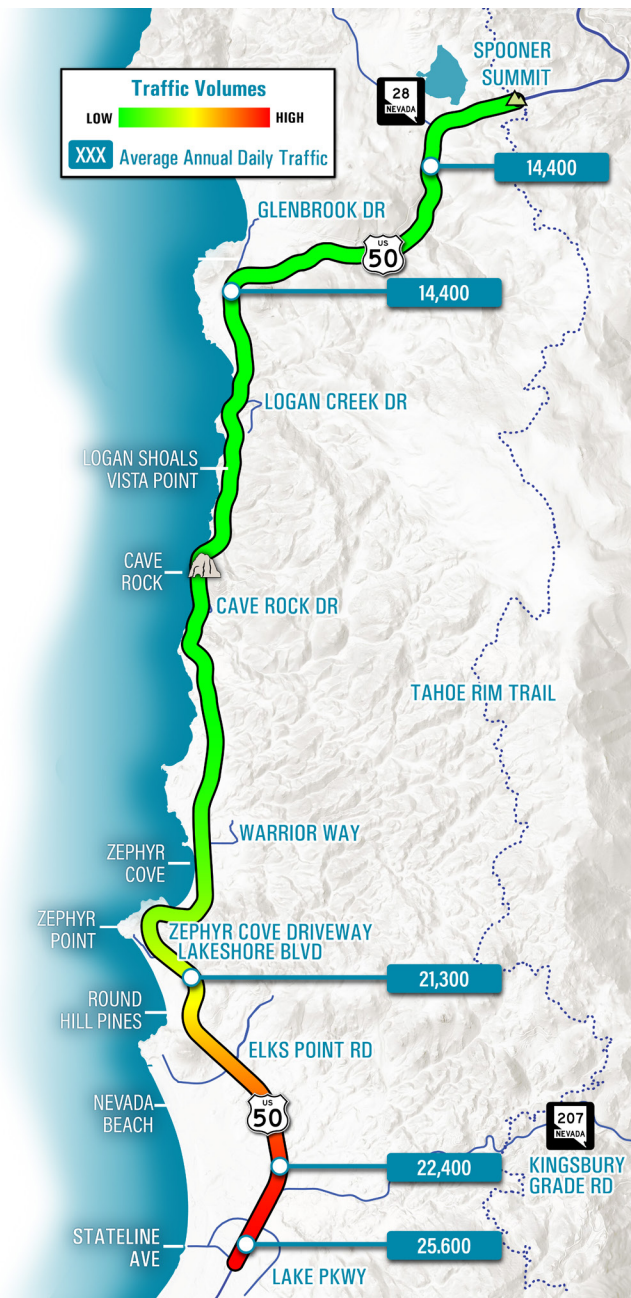 SPOONER
SUMMIT
Traffic Volumes
LOW
HIGH
XXX Average Annual Daily Traffic
28
NEVADA
14,400
GLENBROOK DR
US
50
14,400
LOGAN CREEK DR
LOGAN SHOALS
VISTA POINT
CAVE
ROCK
CAVE ROCK DR
TAHOE RIM TRAIL
WARRIOR WAY
ZEPHYR
COVE
ZEPHYR
POINT
ZEPHYR COVE DRIVEWAY
LAKESHORE BLVD
21,300
ROUND
HILL PINES
ELKS POINT RD
NEVADA
BEACH
US
50
207
NEVADA
22,400
KINGSBURY
GRADE RD
STATELINE
AVE
25.600
LAKE PKWY